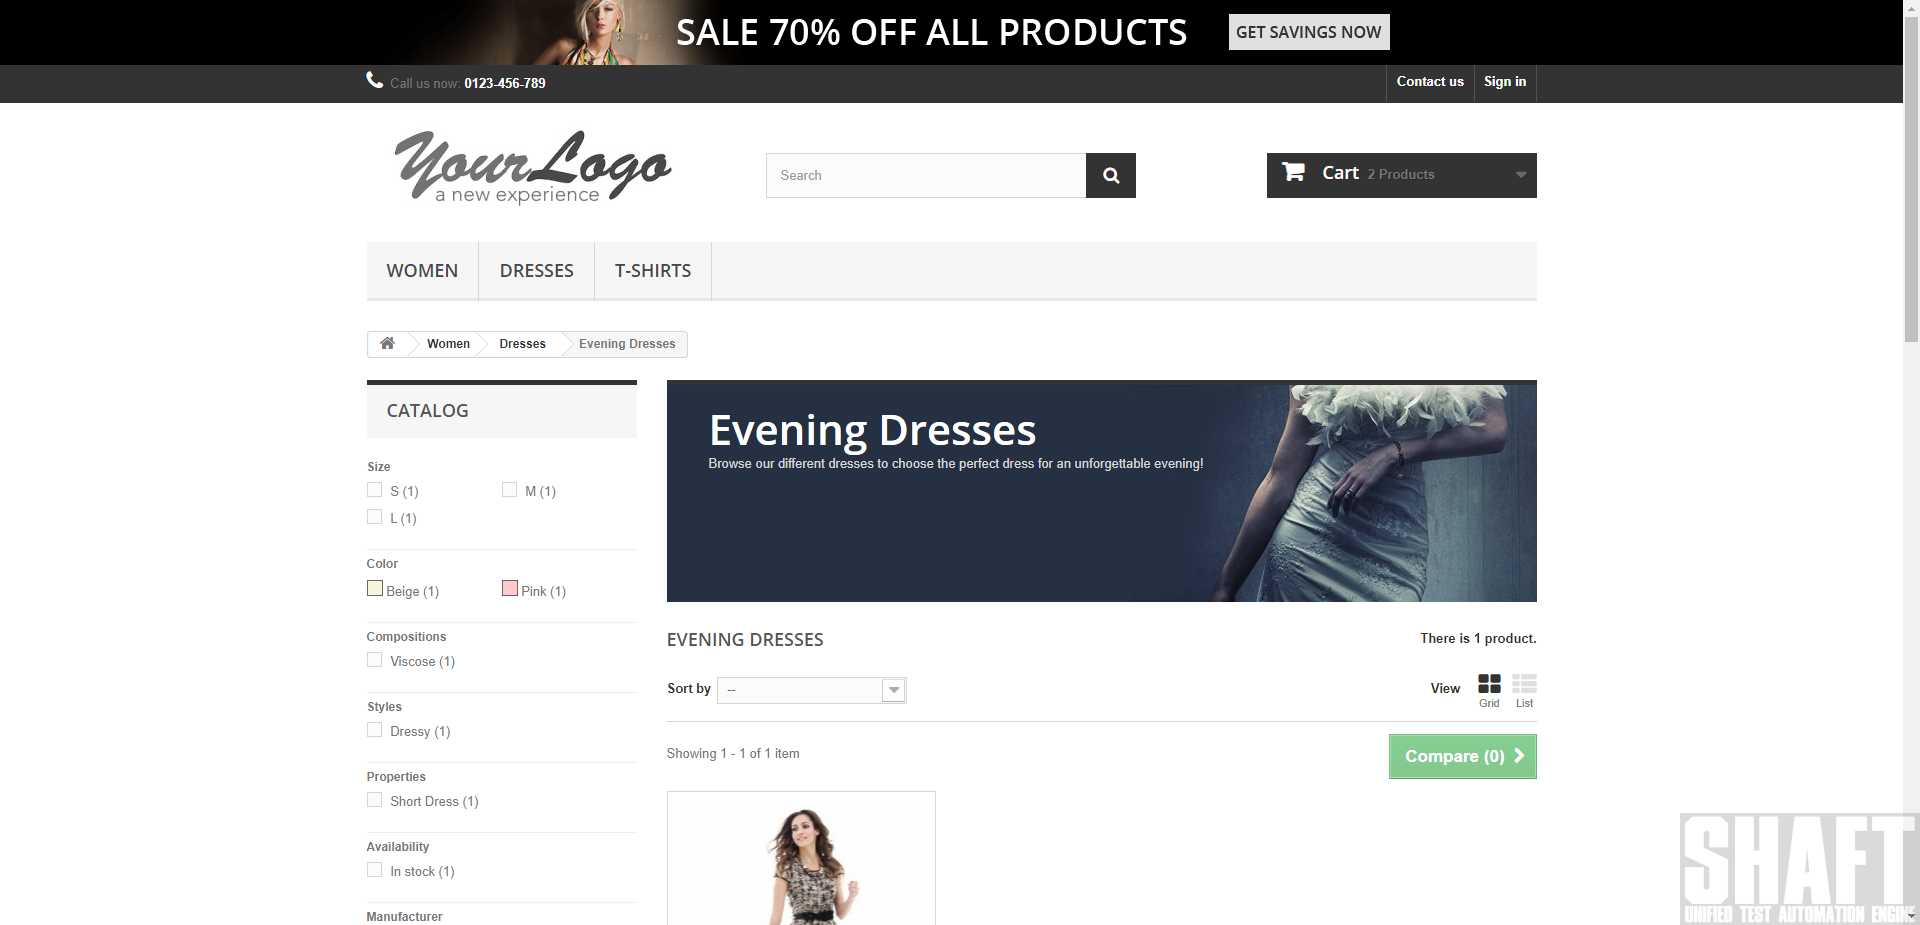 SALE 70% OFF ALL PRODUCTS GET SAVINGS NOW
Call us now: 0123-456-789
Contact us Sign in
YourLogo
a new experience
Search
Cart 2 Products
WOMEN DRESSES T-SHIRTS
Women Dresses Evening Dresses
CATALOG
Size
S (1) M (1)
L (1)
Color
Beige (1) Pink (1)
Compositions
Viscose (1)
Styles
Dressy (1)
Properties
Short Dress (1)
Availability
In stock (1)
Manufacturer
Evening Dresses
Browse our different dresses to choose the perfect dress for an unforgettable evening!
EVENING DRESSES There is 1 product.
Sort by -- View Grid List
Showing 1 - 1 of 1 item Compare (0)
SHAFT
UNIFIED TEST AUTOMATION ENGINE